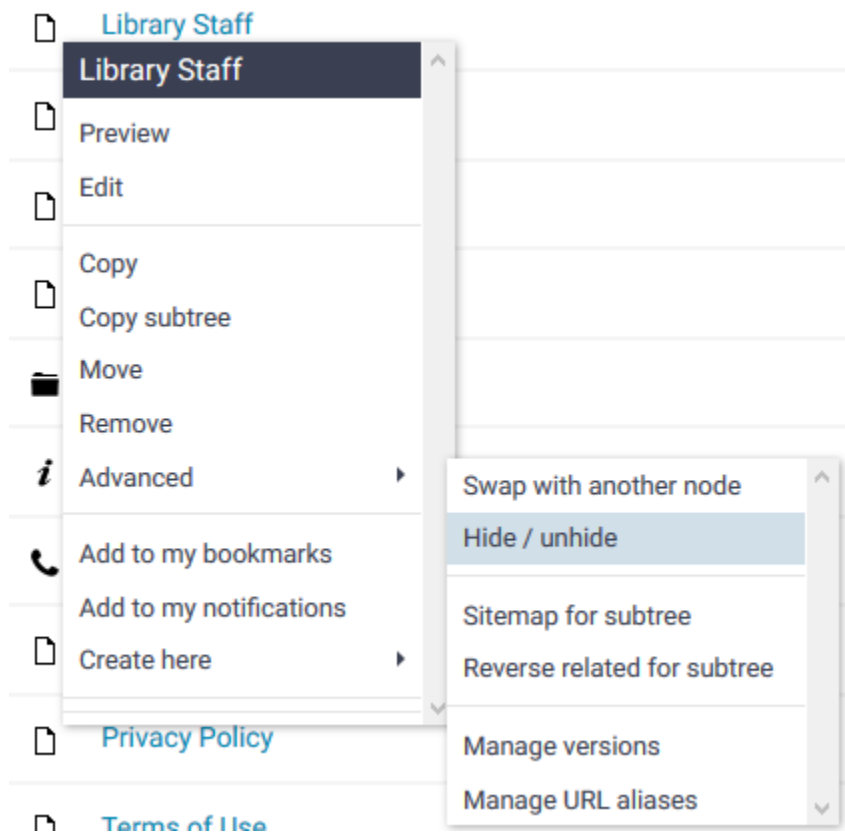 Library Staff
Library Staff
Preview
Edit
Copy
Copy subtree
Move
Remove
Advanced
Swap with another node
Hide / unhide
Add to my bookmarks
Add to my notifications
Sitemap for subtree
Create here
Reverse related for subtree
Privacy Policy
Manage versions
Manage URL aliases
Terms of Use